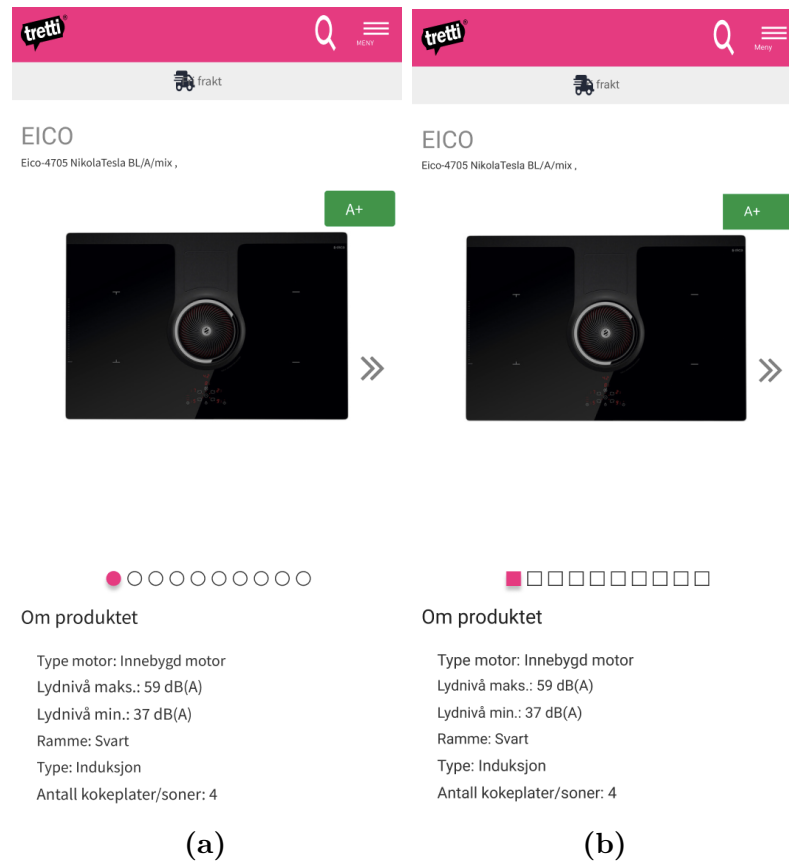 tretti
MENY
frakt
EICO
Eico-4705 NikolaTesla BL/A/mix ,
A+
Om produktet
Type motor: Innebygd motor
Lydnivå maks.: 59 dB(A)
Lydnivå min.: 37 dB(A)
Ramme: Svart
Type: Induksjon
Antall kokeplater/soner: 4
(a)
tretti
Meny
frakt
EICO
Eico-4705 NikolaTesla BL/A/mix ,
A+
Om produktet
Type motor: Innebygd motor
Lydnivå maks.: 59 dB(A)
Lydnivå min.: 37 dB(A)
Ramme: Svart
Type: Induksjon
Antall kokeplater/soner: 4
(b)